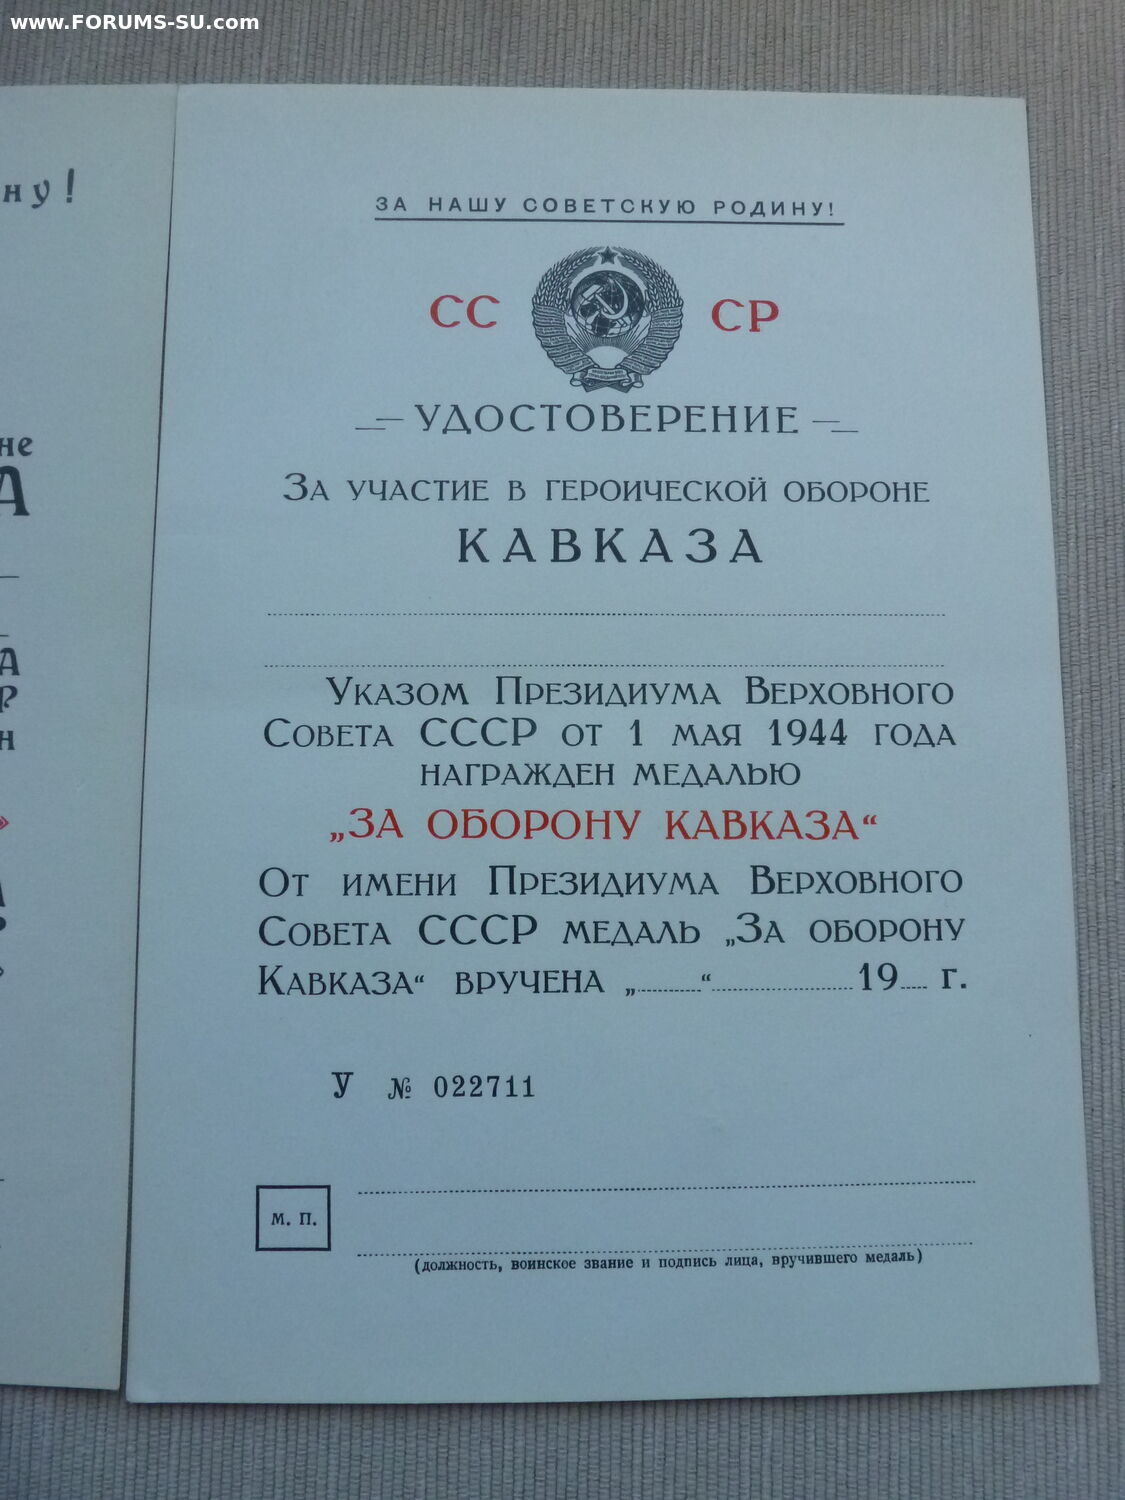 www.FORUMS-SU.com
ну!
не
А
А
Р
Н
»
А
Р
»
ЗА НАШУ СОВЕТСКУЮ РОДИНУ!
СС СР
УДОСТОВЕРЕНИЕ
ЗА УЧАСТИЕ В ГЕРОИЧЕСКОЙ ОБОРОНЕ
КАВКАЗА
УКАЗОМ ПРЕЗИДИУМА ВЕРХОВНОГО
СОВЕТА СССР ОТ 1 МАЯ 1944 ГОДА
НАГРАЖДЕН МЕДАЛЬЮ
„ЗА ОБОРОНУ КАВКАЗА“
ОТ ИМЕНИ ПРЕЗИДИУМА ВЕРХОВНОГО
СОВЕТА СССР МЕДАЛЬ „ЗА ОБОРОНУ
КАВКАЗА“ ВРУЧЕНА „..........“....................19.... г.
У № 022711
М. П.
(должность, воинское звание и подпись лица, вручившего медаль)